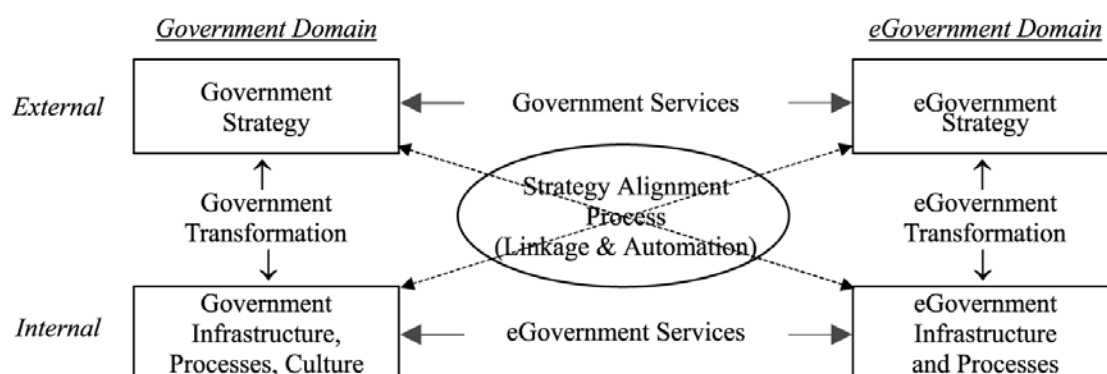 Government Domain
eGovernment Domain
External
Government
Strategy
Government Services
eGovernment
Strategy
Government
Transformation
Strategy Alignment
Process
(Linkage & Automation)
eGovernment
Transformation
Internal
Government
Infrastructure,
Processes, Culture
eGovernment Services
eGovernment
Infrastructure
and Processes